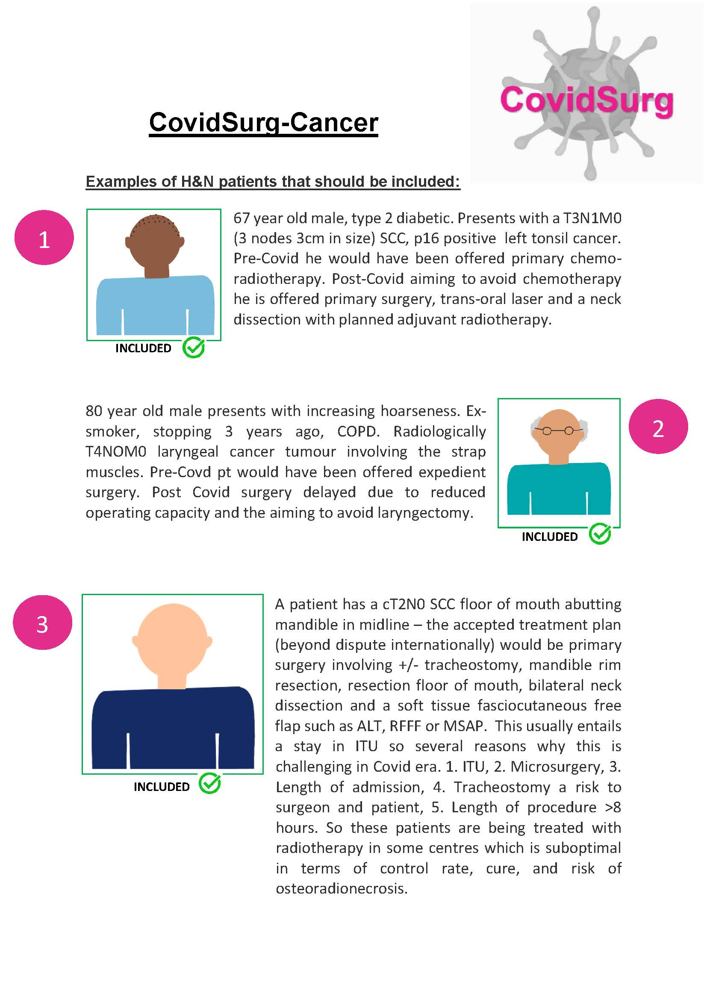 CovidSurg
CovidSurg-Cancer
Examples of H&N patients that should be included:
1
67 year old male, type 2 diabetic. Presents with a T3N1M0
(3 nodes 3cm in size) SCC, p16 positive left tonsil cancer.
Pre-Covid he would have been offered primary chemo-
radiotherapy. Post-Covid aiming to avoid chemotherapy
he is offered primary surgery, trans-oral laser and a neck
dissection with planned adjuvant radiotherapy.
INCLUDED
80 year old male presents with increasing hoarseness. Ex-
smoker, stopping 3 years ago, COPD. Radiologically
T4NOM0 laryngeal cancer tumour involving the strap
muscles. Pre-Covd pt would have been offered expedient
surgery. Post Covid surgery delayed due to reduced
operating capacity and the aiming to avoid laryngectomy.
2
INCLUDED
3
A patient has a cT2N0 SCC floor of mouth abutting
mandible in midline – the accepted treatment plan
(beyond dispute internationally) would be primary
surgery involving +/- tracheostomy, mandible rim
resection, resection floor of mouth, bilateral neck
dissection and a soft tissue fasciocutaneous free
flap such as ALT, RFFF or MSAP. This usually entails
a stay in ITU so several reasons why this is
challenging in Covid era. 1. ITU, 2. Microsurgery, 3.
Length of admission, 4. Tracheostomy a risk to
surgeon and patient, 5. Length of procedure >8
hours. So these patients are being treated with
radiotherapy in some centres which is suboptimal
in terms of control rate, cure, and risk of
osteoradionecrosis.
INCLUDED